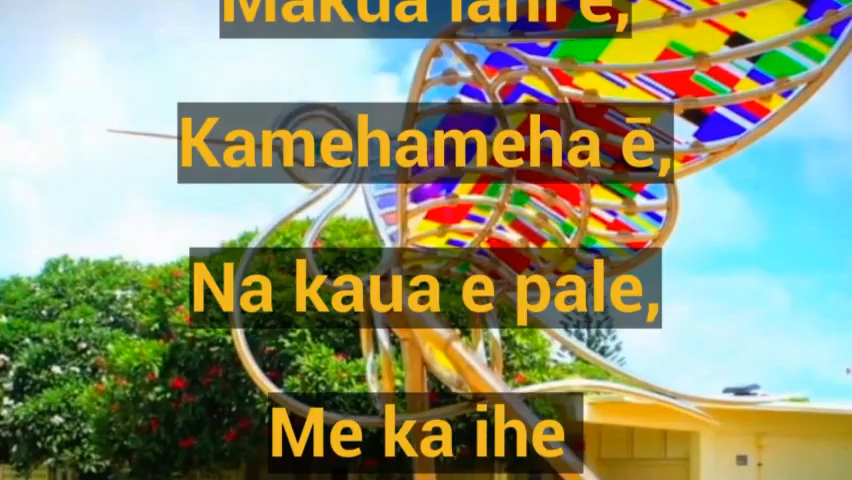 Makua lani ē,
Kamehameha ē,
Na kaua e pale,
Me ka ihe